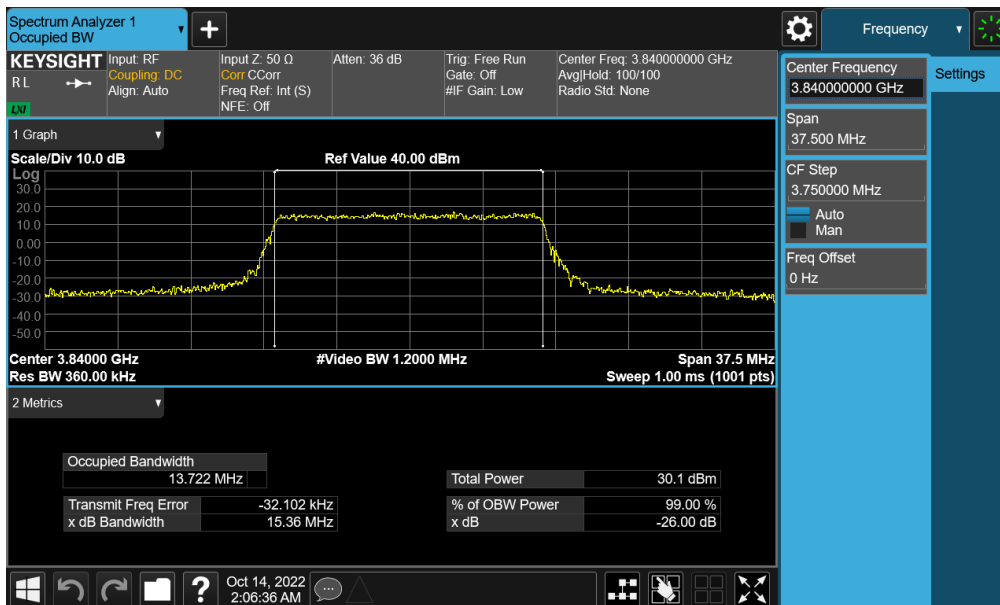 Spectrum Analyzer 1
Occupied BW
+
Frequency
KEYSIGHT
RL
LXI
Input: RF
Coupling: DC
Align: Auto
Input Z: 50 Ω
Corr CCorr
Freq Ref: Int (S)
NFE: Off
Atten: 36 dB
Trig: Free Run
Gate: Off
#IF Gain: Low
Center Freq: 3.840000000 GHz
Avg|Hold: 100/100
Radio Std: None
Center Frequency
3.840000000 GHz
Settings
Span
37.500 MHz
CF Step
3.750000 MHz
Auto
Man
Freq Offset
0 Hz
1 Graph
Scale/Div 10.0 dB
Ref Value 40.00 dBm
Log
30.0
20.0
10.0
0.00
-10.0
-20.0
-30.0
-40.0
-50.0
Center 3.84000 GHz
#Video BW 1.2000 MHz
Span 37.5 MHz
Res BW 360.00 kHz
Sweep 1.00 ms (1001 pts)
2 Metrics
Occupied Bandwidth
13.722 MHz
Total Power 30.1 dBm
Transmit Freq Error -32.102 kHz
% of OBW Power 99.00 %
x dB Bandwidth 15.36 MHz
x dB -26.00 dB
?
Oct 14, 2022
2:06:36 AM